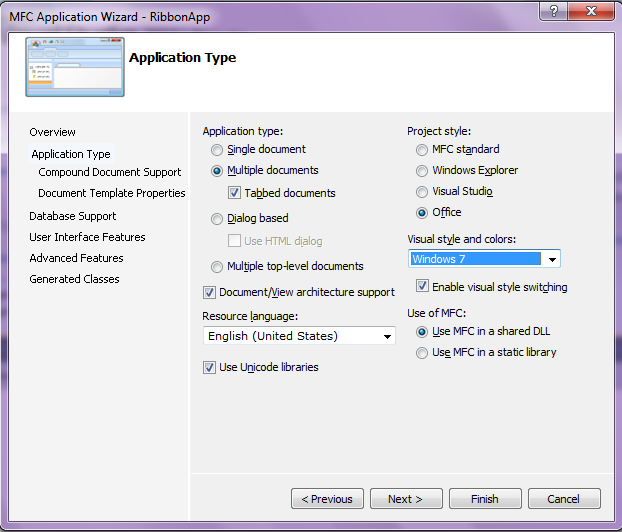 MFC Application Wizard - RibbonApp
?
Application Type
Overview
Application Type
Compound Document Support
Document Template Properties
Database Support
User Interface Features
Advanced Features
Generated Classes
Application type:
Single document
Multiple documents
Tabbed documents
Dialog based
Use HTML dialog
Multiple top-level documents
Document/View architecture support
Resource language:
English (United States)
Use Unicode libraries
Project style:
MFC standard
Windows Explorer
Visual Studio
Office
Visual style and colors:
Windows 7
Enable visual style switching
Use of MFC:
Use MFC in a shared DLL
Use MFC in a static library
< Previous
Next >
Finish
Cancel